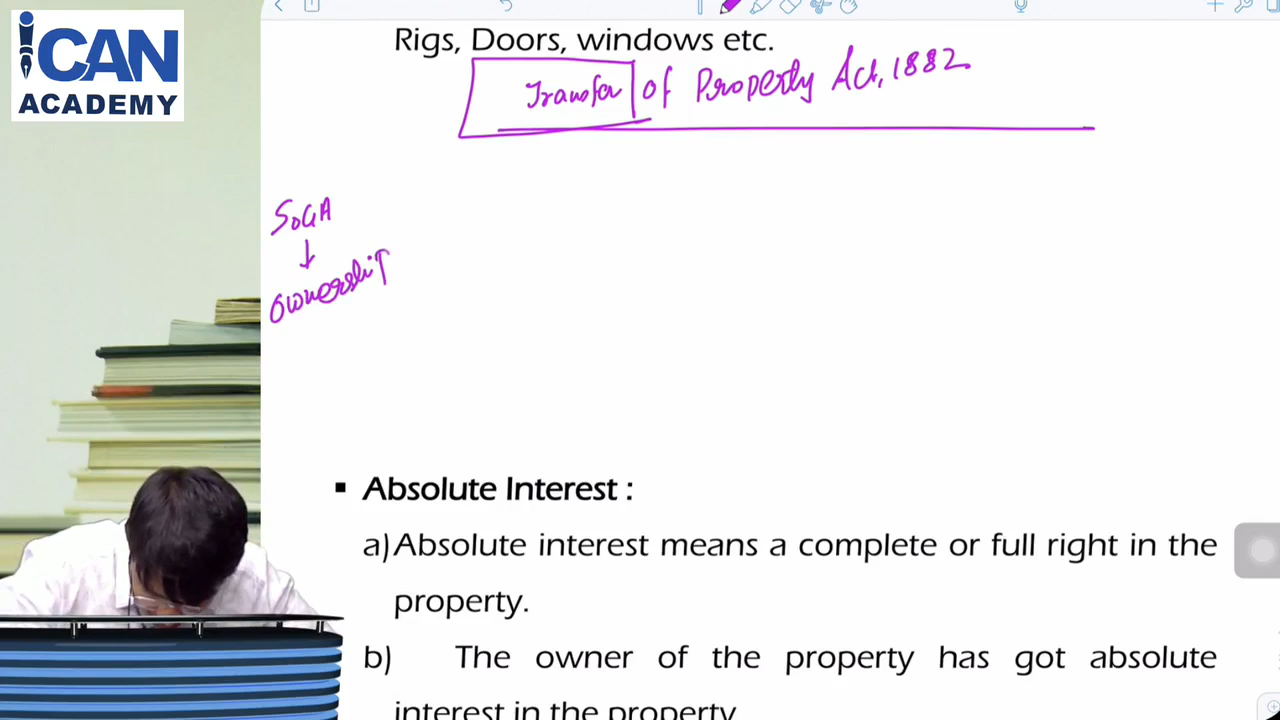 iCAN
ACADEMY
Rigs, Doors, windows etc.
Transfer of Property Act, 1882
SOGA
ownership
▪ Absolute Interest :
a) Absolute interest means a complete or full right in the
property.
b) The owner of the property has got absolute
interest in the property